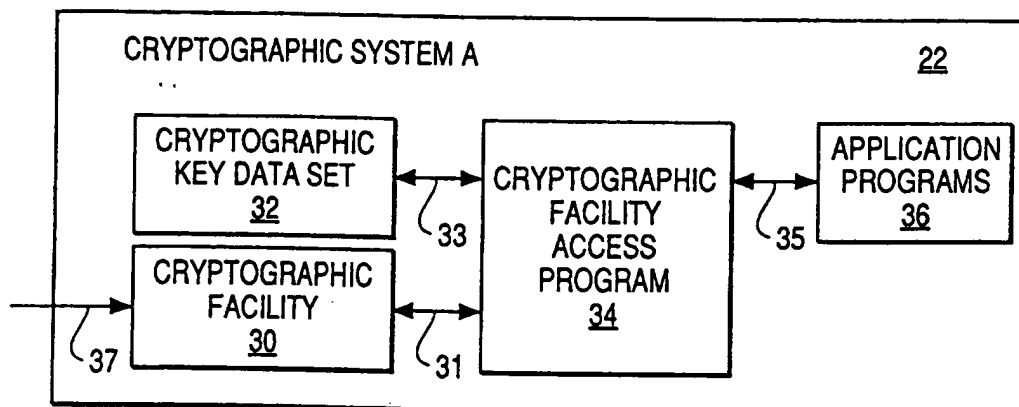 CRYPTOGRAPHIC SYSTEM A
22
CRYPTOGRAPHIC
KEY DATA SET
32
33
CRYPTOGRAPHIC
FACILITY
30
37
31
CRYPTOGRAPHIC
FACILITY
ACCESS
PROGRAM
34
35
APPLICATION
PROGRAMS
36